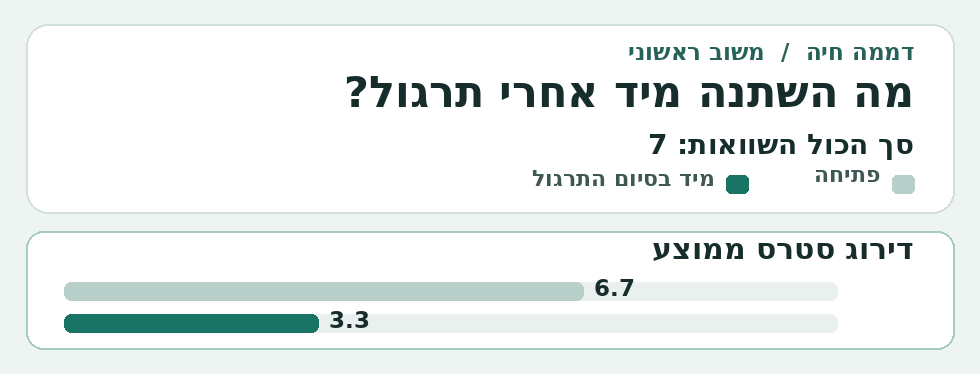 דממה חיה / משוב ראשוני
מה השתנה מיד אחרי תרגול?
סך הכול השוואות: 7
פתיחה
מיד בסיום התרגול
דירוג סטרס ממוצע
6.7
3.3